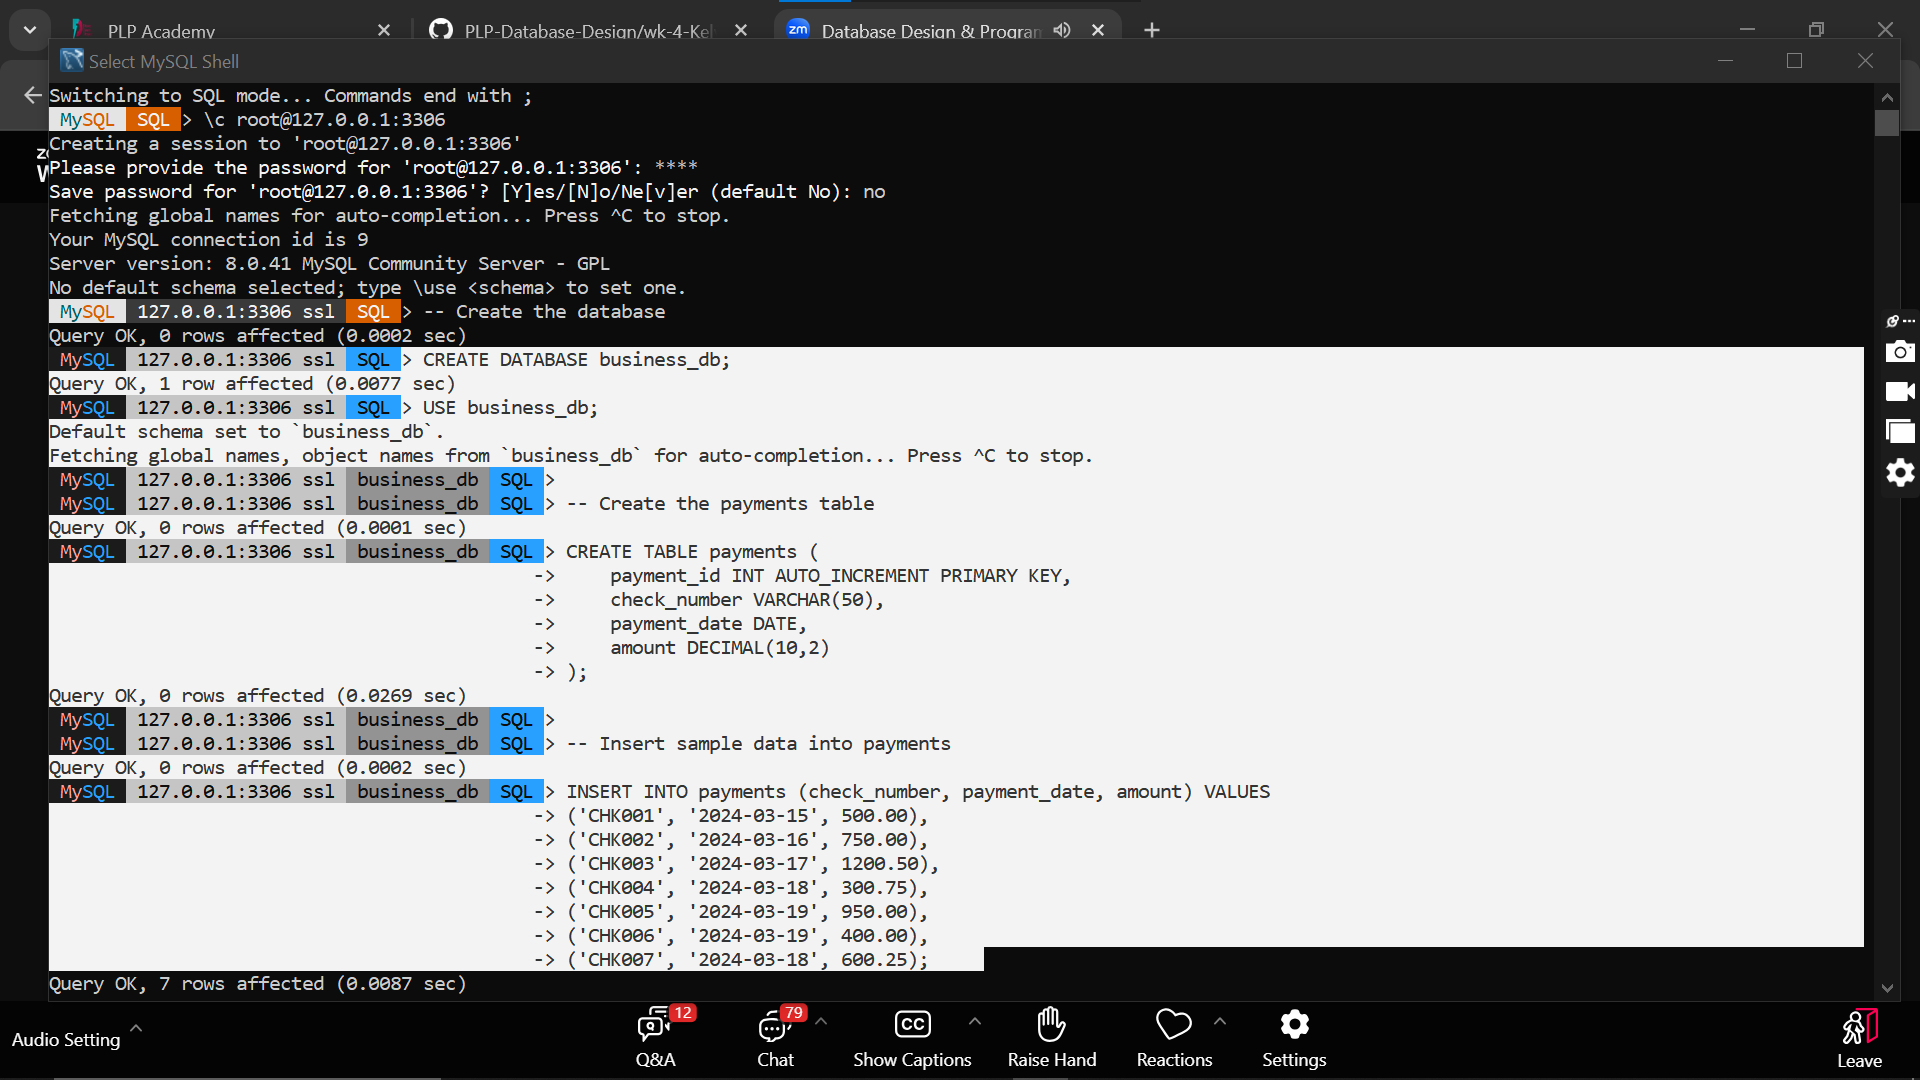 PLP Academy
PLP-Database-Design/wk-4-Kel
zm Database Design & Program
Select MySQL Shell
Switching to SQL mode... Commands end with ;
MySQL SQL > \c root@127.0.0.1:3306
Creating a session to 'root@127.0.0.1:3306'
Please provide the password for 'root@127.0.0.1:3306': ****
Save password for 'root@127.0.0.1:3306'? [Y]es/[N]o/Ne[v]er (default No): no
Fetching global names for auto-completion... Press ^C to stop.
Your MySQL connection id is 9
Server version: 8.0.41 MySQL Community Server - GPL
No default schema selected; type \use <schema> to set one.
MySQL 127.0.0.1:3306 ssl SQL > -- Create the database
Query OK, 0 rows affected (0.0002 sec)
MySQL 127.0.0.1:3306 ssl SQL > CREATE DATABASE business_db;
Query OK, 1 row affected (0.0077 sec)
MySQL 127.0.0.1:3306 ssl SQL > USE business_db;
Default schema set to `business_db`.
Fetching global names, object names from `business_db` for auto-completion... Press ^C to stop.
MySQL 127.0.0.1:3306 ssl business_db SQL >
MySQL 127.0.0.1:3306 ssl business_db SQL > -- Create the payments table
Query OK, 0 rows affected (0.0001 sec)
MySQL 127.0.0.1:3306 ssl business_db SQL > CREATE TABLE payments (
-> payment_id INT AUTO_INCREMENT PRIMARY KEY,
-> check_number VARCHAR(50),
-> payment_date DATE,
-> amount DECIMAL(10,2)
-> );
Query OK, 0 rows affected (0.0269 sec)
MySQL 127.0.0.1:3306 ssl business_db SQL >
MySQL 127.0.0.1:3306 ssl business_db SQL > -- Insert sample data into payments
Query OK, 0 rows affected (0.0002 sec)
MySQL 127.0.0.1:3306 ssl business_db SQL > INSERT INTO payments (check_number, payment_date, amount) VALUES
-> ('CHK001', '2024-03-15', 500.00),
-> ('CHK002', '2024-03-16', 750.00),
-> ('CHK003', '2024-03-17', 1200.50),
-> ('CHK004', '2024-03-18', 300.75),
-> ('CHK005', '2024-03-19', 950.00),
-> ('CHK006', '2024-03-19', 400.00),
-> ('CHK007', '2024-03-18', 600.25);
Query OK, 7 rows affected (0.0087 sec)
Audio Setting
12
Q&A
79
Chat
CC
Show Captions
Raise Hand
Reactions
Settings
Leave